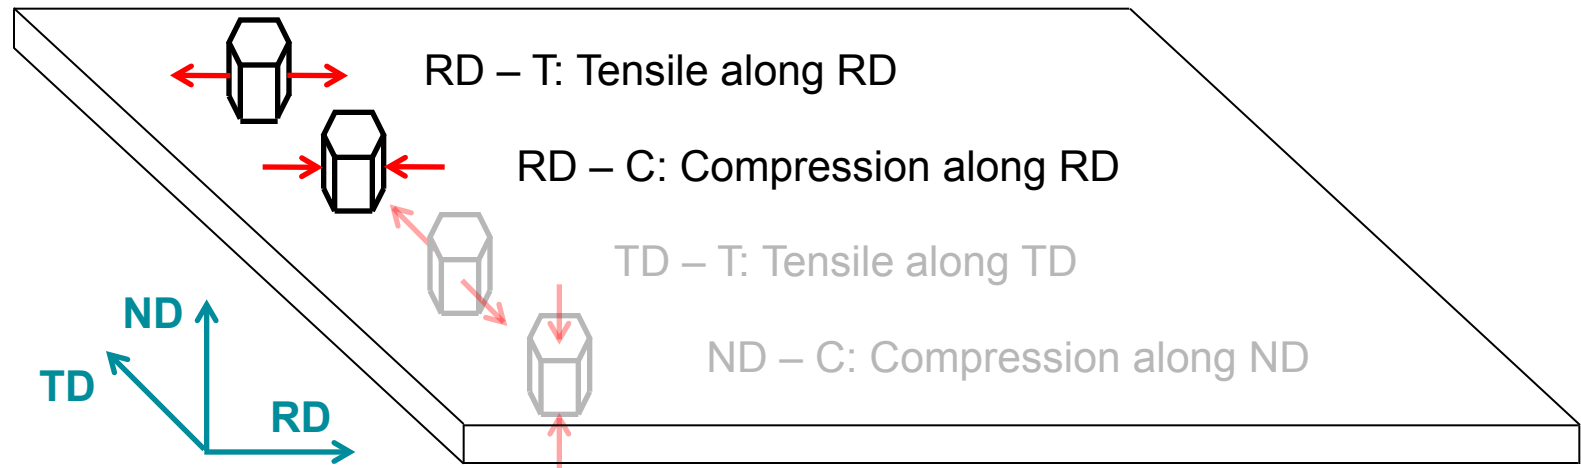 RD – T: Tensile along RD
RD – C: Compression along RD
TD – T: Tensile along TD
ND
ND – C: Compression along ND
TD
RD